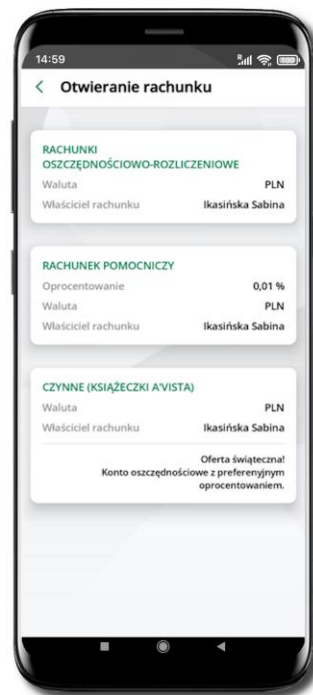 14:59
Otwieranie rachunku
RACHUNKI
OSZCZĘDNOŚCIOWO-ROZLICZENIOWE
Waluta PLN
Właściciel rachunku Ikasińska Sabina
RACHUNEK POMOCNICZY
Oprocentowanie 0,01 %
Waluta PLN
Właściciel rachunku Ikasińska Sabina
CZYNNE (KSIĄŻECZKI A'VISTA)
Waluta PLN
Właściciel rachunku Ikasińska Sabina
Oferta świąteczna!
Konto oszczędnościowe z preferenyjnym
oprocentowaniem.